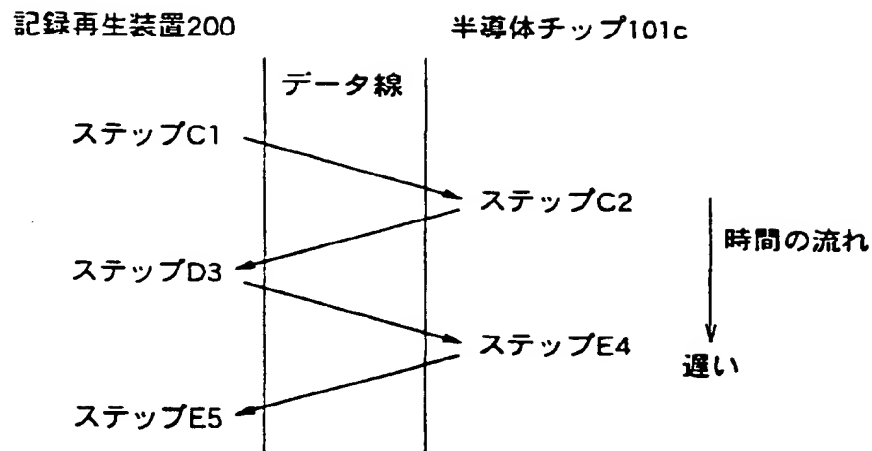 記録再生装置200
半導体チップ101c
データ線
ステップC1
ステップC2
時間の流れ
ステップD3
ステップE4
遅い
ステップE5